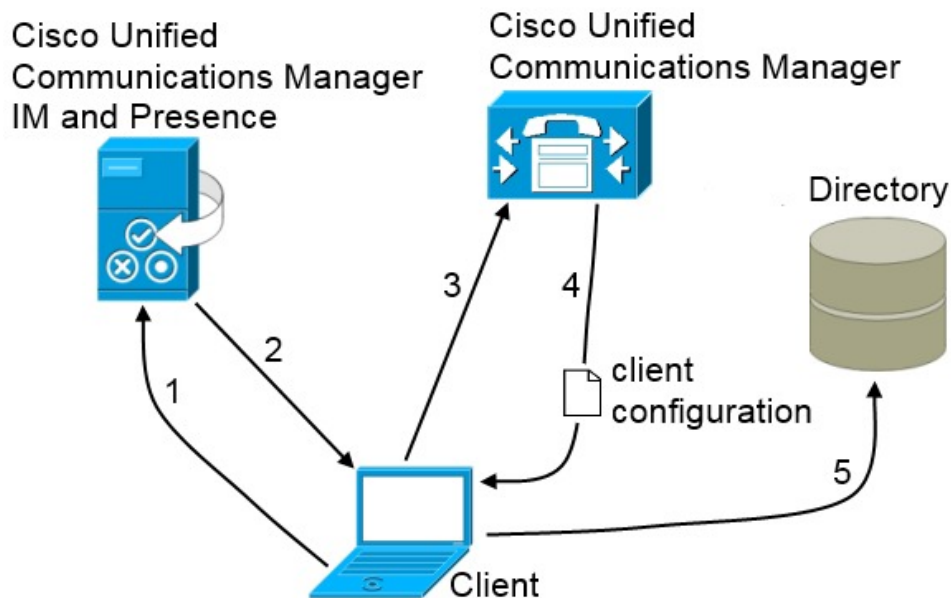 Cisco Unified
Communications Manager
IM and Presence
Cisco Unified
Communications Manager
Directory
1
2
3
4
client
configuration
5
Client